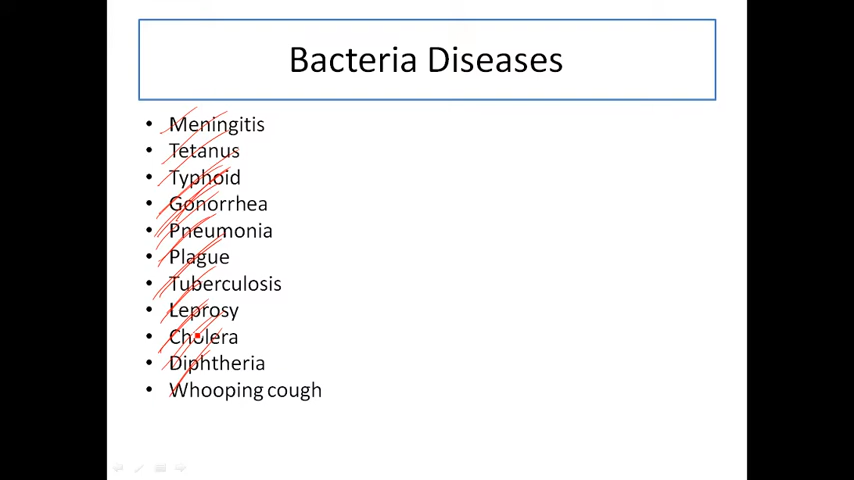 Bacteria Diseases
• Meningitis
• Tetanus
• Typhoid
• Gonorrhea
• Pneumonia
• Plague
• Tuberculosis
• Leprosy
• Cholera
• Diphtheria
• Whooping cough